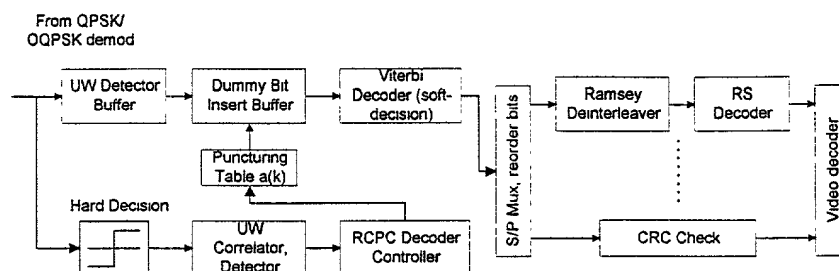 From QPSK/
OQPSK demod
UW Detector
Buffer
Dummy Bit
Insert Buffer
Viterbi
Decoder (soft-
decision)
Puncturing
Table a(k)
Hard Decision
UW
Correlator,
Detector
RCPC Decoder
Controller
S/P Mux, reorder bits
Ramsey
Deinterleaver
RS
Decoder
CRC Check
Video decoder